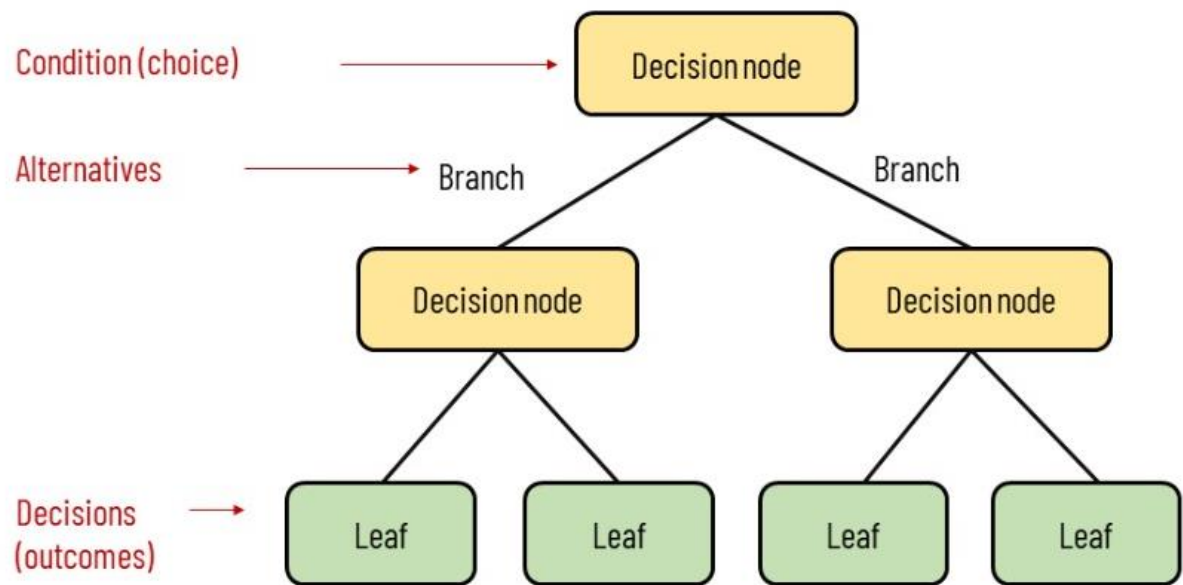 Condition (choice)
Decision node
Alternatives
Branch
Branch
Decision node
Decision node
Decisions
(outcomes)
Leaf
Leaf
Leaf
Leaf